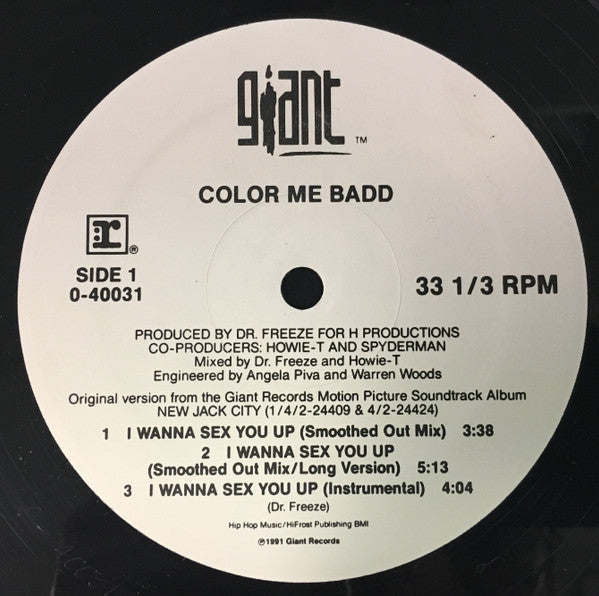 giant TM
COLOR ME BADD
r ®
SIDE 1
0-40031
33 1/3 RPM
PRODUCED BY DR. FREEZE FOR H PRODUCTIONS
CO-PRODUCERS: HOWIE-T AND SPYDERMAN
Mixed by Dr. Freeze and Howie-T
Engineered by Angela Piva and Warren Woods
Original version from the Giant Records Motion Picture Soundtrack Album
NEW JACK CITY (1/4/2-24409 & 4/2-24424)
1 I WANNA SEX YOU UP (Smoothed Out Mix) 3:38
2 I WANNA SEX YOU UP
(Smoothed Out Mix/Long Version) 5:13
3 I WANNA SEX YOU UP (Instrumental) 4:04
(Dr. Freeze)
Hip Hop Music/HiFrost Publishing BMI
℗1991 Giant Records